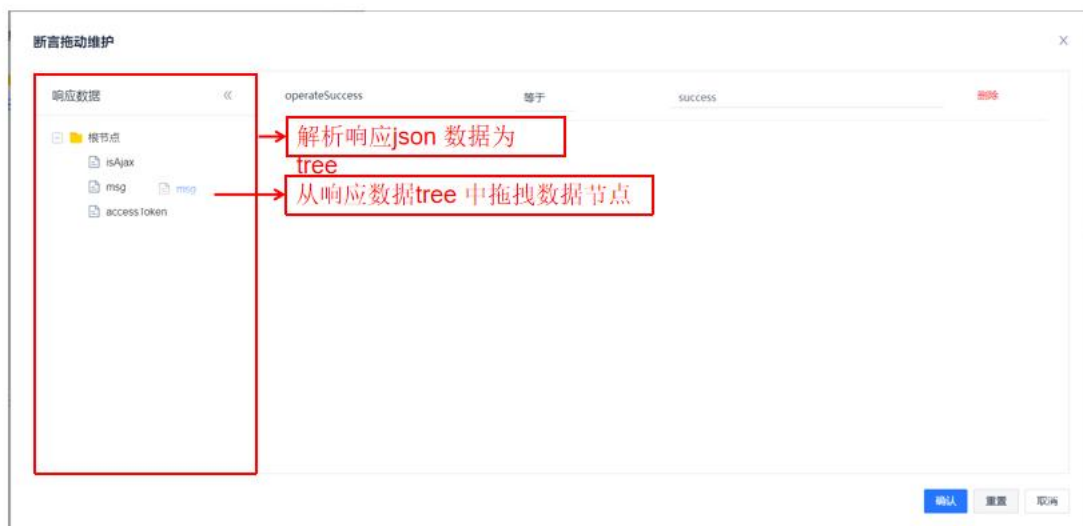 断言拖动维护
响应数据
operateSuccess 等于 success 删除
根节点
isAjax
msg msg
accessToken
解析响应json 数据为
tree
从响应数据tree 中拖拽数据节点
确认 重置 取消